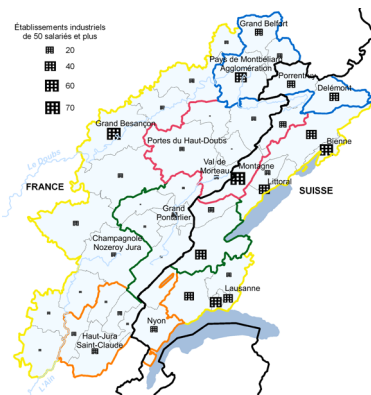 Établissements industriels
de 50 salariés et plus
20
40
60
70
Grand Belfort
Pays de Montbéliard
Agglomération
Porrentruy
Delémont
Grand Besançon
Portes du Haut-Doubs
Bienne
Le Doubs
Val de
Morteau
Montagne
Littoral
FRANCE
SUISSE
Grand
Pontarlier
Champagnole
Nozeroy Jura
Lausanne
Nyon
Haut-Jura
Saint-Claude
L'Ain